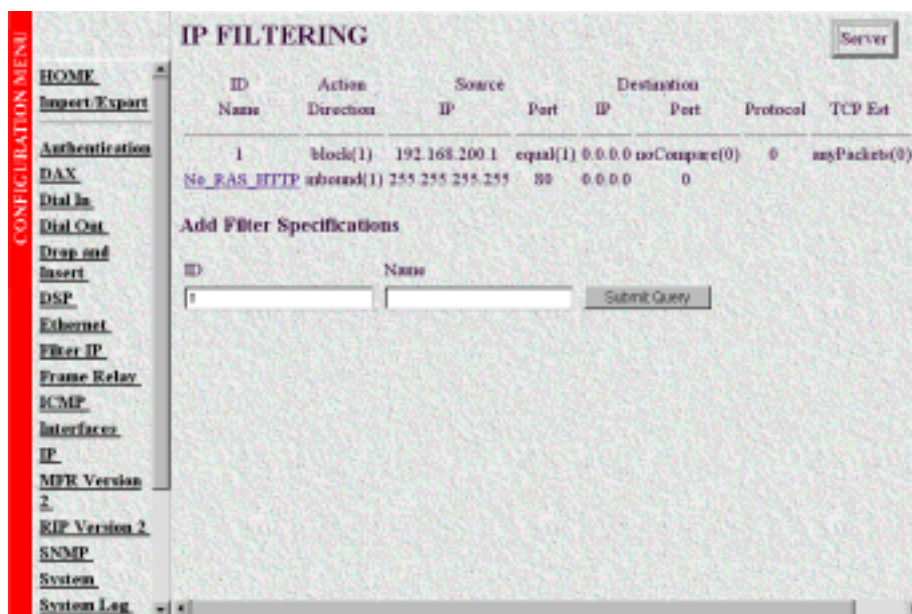 CONFIGURATION MENU
HOME
Import/Export
Authentication
DAX
Dial In
Dial Out
Drop and
Insert
DSP
Ethernet
Filter IP
Frame Relay
ICMP
Interfaces
IP
MFR Version
2
RIP Version 2
SNMP
System
System Log
IP FILTERING
Server
ID Action Source Destination
Name Direction IP Port IP Port Protocol TCP Est
1 block(1) 192.168.200.1 equal(1) 0.0.0.0 noCompare(0) 0 anyPackets(0)
No_RAS_HTTP inbound(1) 255.255.255.255 80 0.0.0.0 0
Add Filter Specifications
ID Name
Submit Query